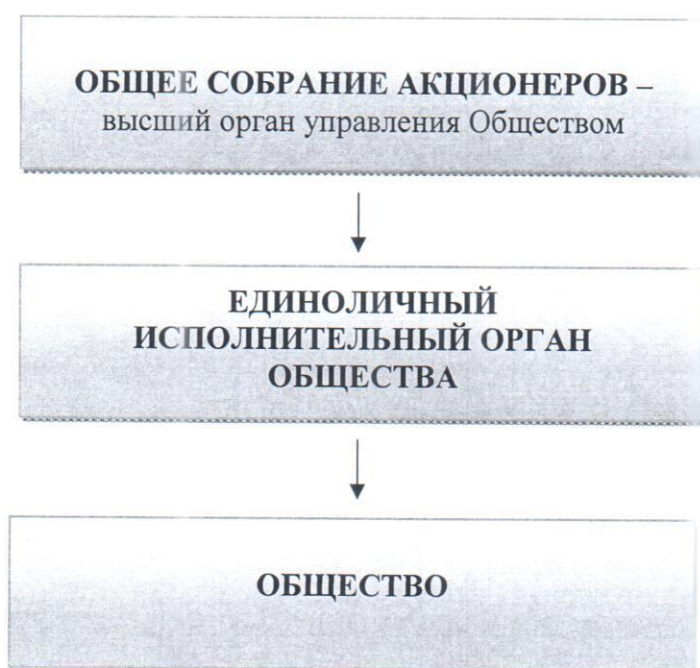 ОБЩЕЕ СОБРАНИЕ АКЦИОНЕРОВ –
высший орган управления Обществом
ЕДИНОЛИЧНЫЙ
ИСПОЛНИТЕЛЬНЫЙ ОРГАН
ОБЩЕСТВА
ОБЩЕСТВО